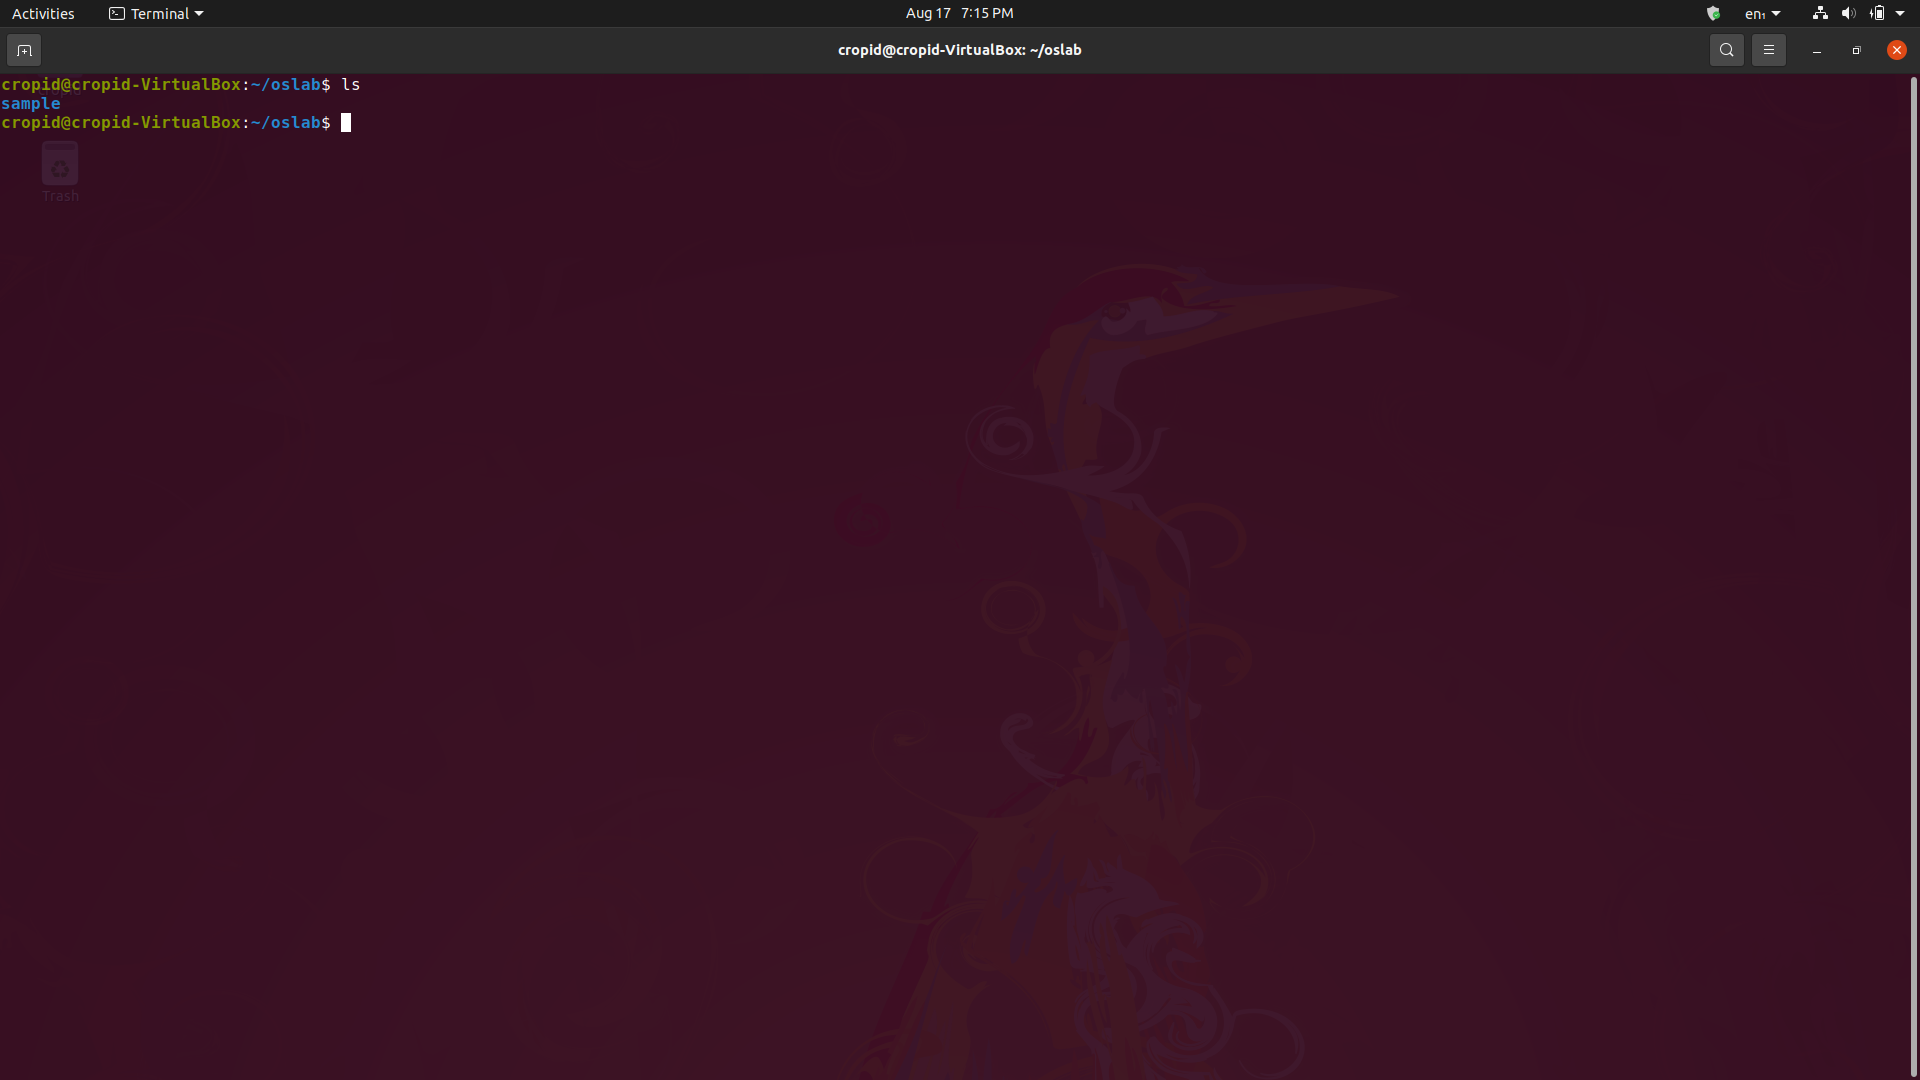 Activities Terminal Aug 17 7:15 PM en₁
cropid@cropid-VirtualBox: ~/oslab
cropid@cropid-VirtualBox:~/oslab$ ls
sample
cropid@cropid-VirtualBox:~/oslab$
Trash